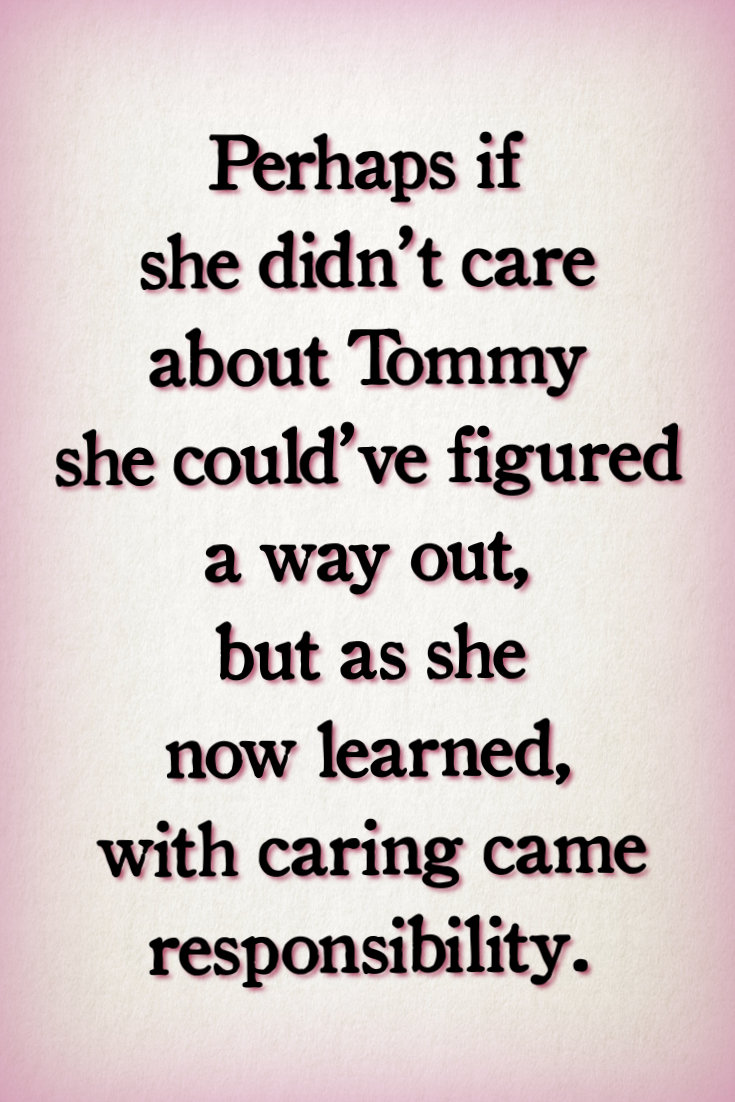 Perhaps if
she didn’t care
about Tommy
she could’ve figured
a way out,
but as she
now learned,
with caring came
responsibility.